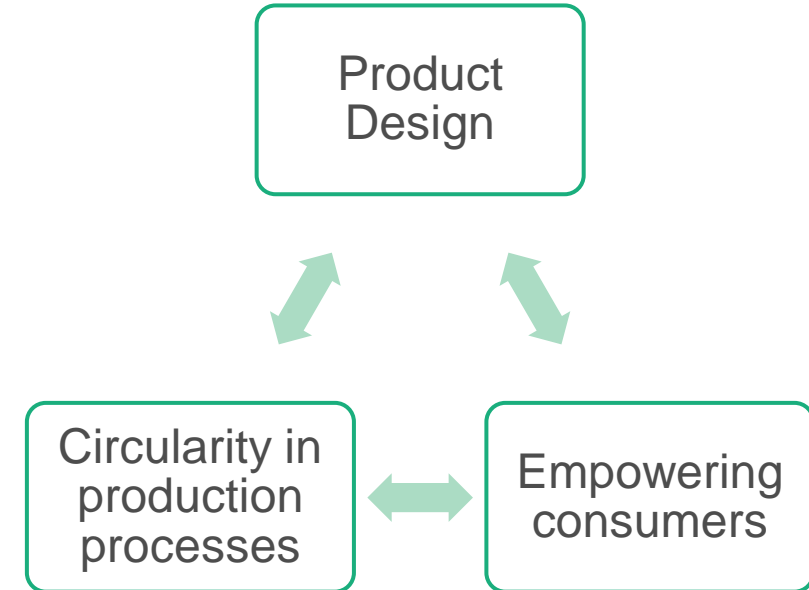 Product
Design
Circularity in
production
processes
Empowering
consumers